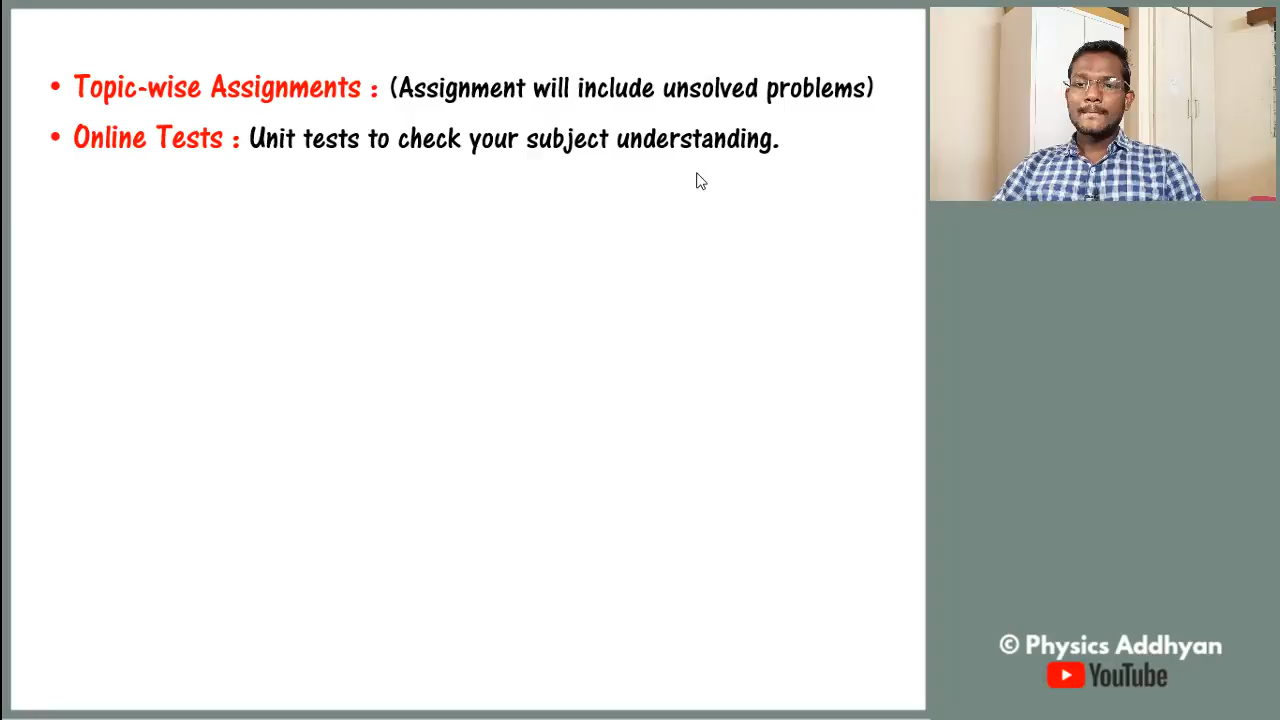 • Topic-wise Assignments : (Assignment will include unsolved problems)
• Online Tests : Unit tests to check your subject understanding.
© Physics Addhyan
YouTube